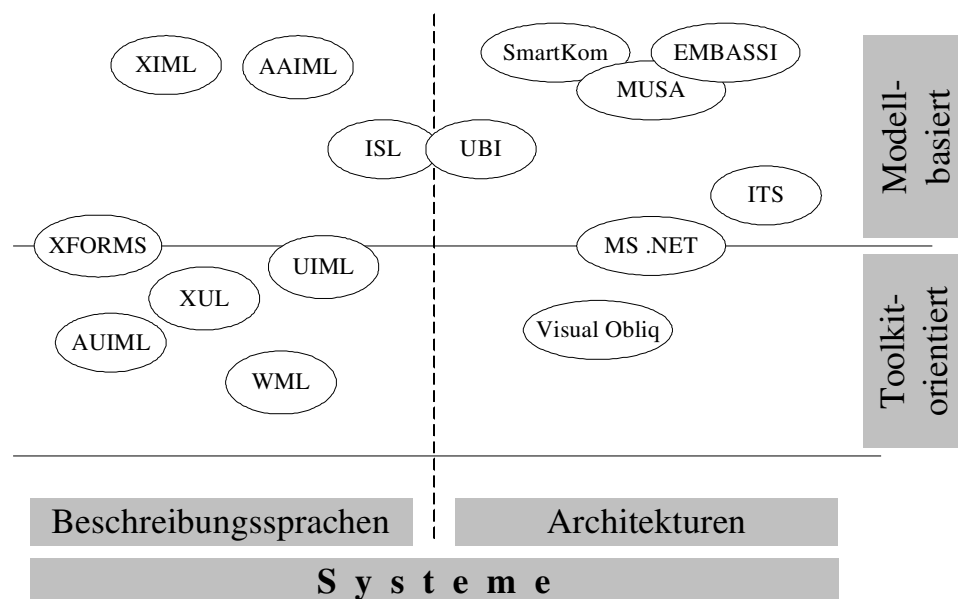 SmartKom
EMBASSI
XIML
AAIML
MUSA
ISL
UBI
ITS
Modell-
basiert
XFORMS
MS .NET
UIML
XUL
Visual Obliq
AUIML
WML
Toolkit-
orientiert
Beschreibungssprachen
Architekturen
Systeme